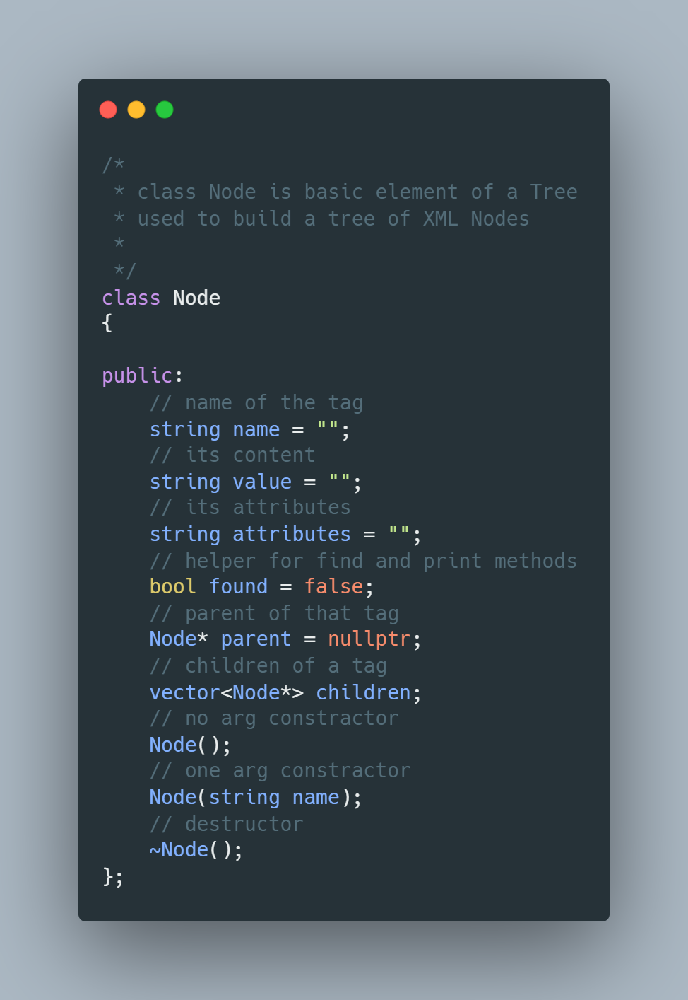 /*
 * class Node is basic element of a Tree
 * used to build a tree of XML Nodes
 *
 */
class Node
{

public:
    // name of the tag
    string name = "";
    // its content
    string value = "";
    // its attributes
    string attributes = "";
    // helper for find and print methods
    bool found = false;
    // parent of that tag
    Node* parent = nullptr;
    // children of a tag
    vector<Node*> children;
    // no arg constractor
    Node();
    // one arg constractor
    Node(string name);
    // destructor
    ~Node();
};